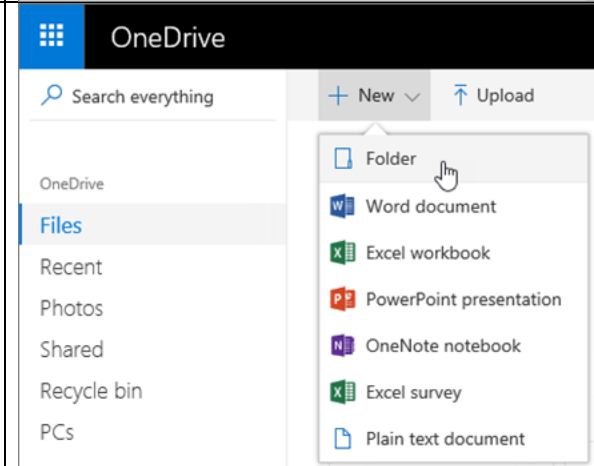 OneDrive
Search everything
New
Upload
OneDrive
Files
Recent
Photos
Shared
Recycle bin
PCs
Folder
Word document
Excel workbook
PowerPoint presentation
OneNote notebook
Excel survey
Plain text document